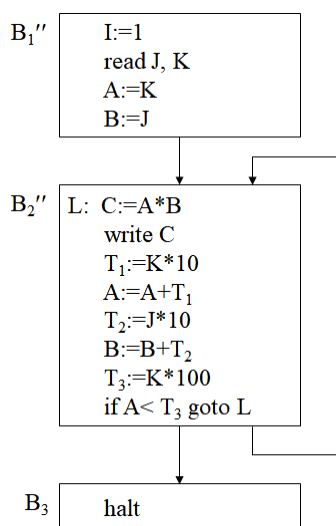 B₁″ I:=1
read J, K
A:=K
B:=J
B₂″ L: C:=A*B
write C
T₁:=K*10
A:=A+T₁
T₂:=J*10
B:=B+T₂
T₃:=K*100
if A< T₃ goto L
B₃ halt